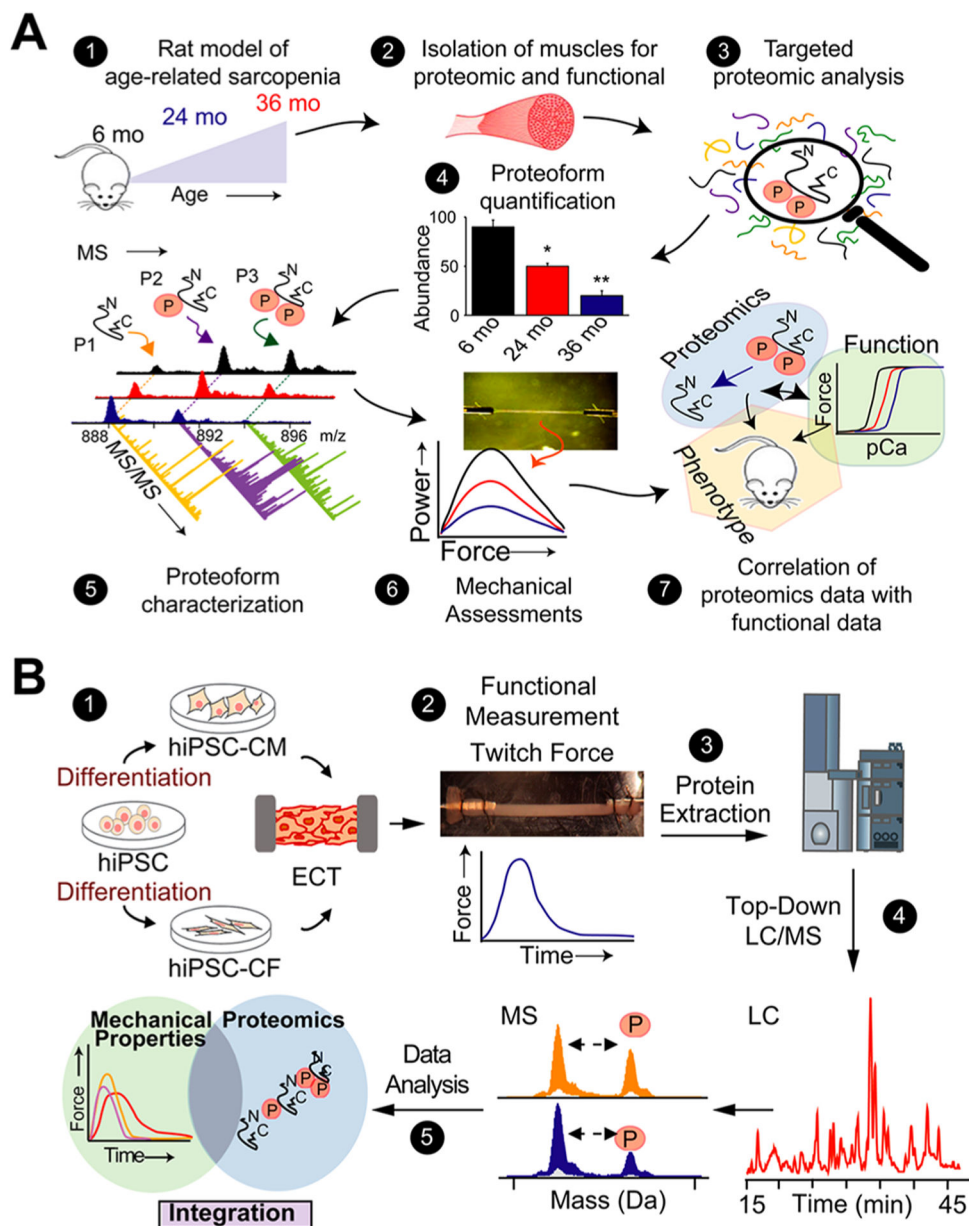 A
1
Rat model of
age-related sarcopenia
6 mo
24 mo
36 mo
Age
2
Isolation of muscles for
proteomic and functional
3
Targeted
proteomic analysis
N
C
P
P
4
Proteoform
quantification
Abundance
100
50
0
*
**
6 mo
24 mo
36 mo
MS
P1
N
C
P2
N
C
P
P3
N
C
P
P
888
892
896
m/z
MS/MS
5
Proteoform
characterization
Power
Force
6
Mechanical
Assessments
Proteomics
N
C
P
P
N
C
Function
Force
pCa
Phenotype
7
Correlation of
proteomics data with
functional data
B
1
hiPSC-CM
Differentiation
hiPSC
Differentiation
hiPSC-CF
ECT
2
Functional
Measurement
Twitch Force
Force
Time
3
Protein
Extraction
4
Top-Down
LC/MS
LC
15
Time (min)
45
MS
P
P
Mass (Da)
Data
Analysis
5
Mechanical
Properties
Proteomics
Force
Time
N
C
P
N
C
P
P
N
C
Integration